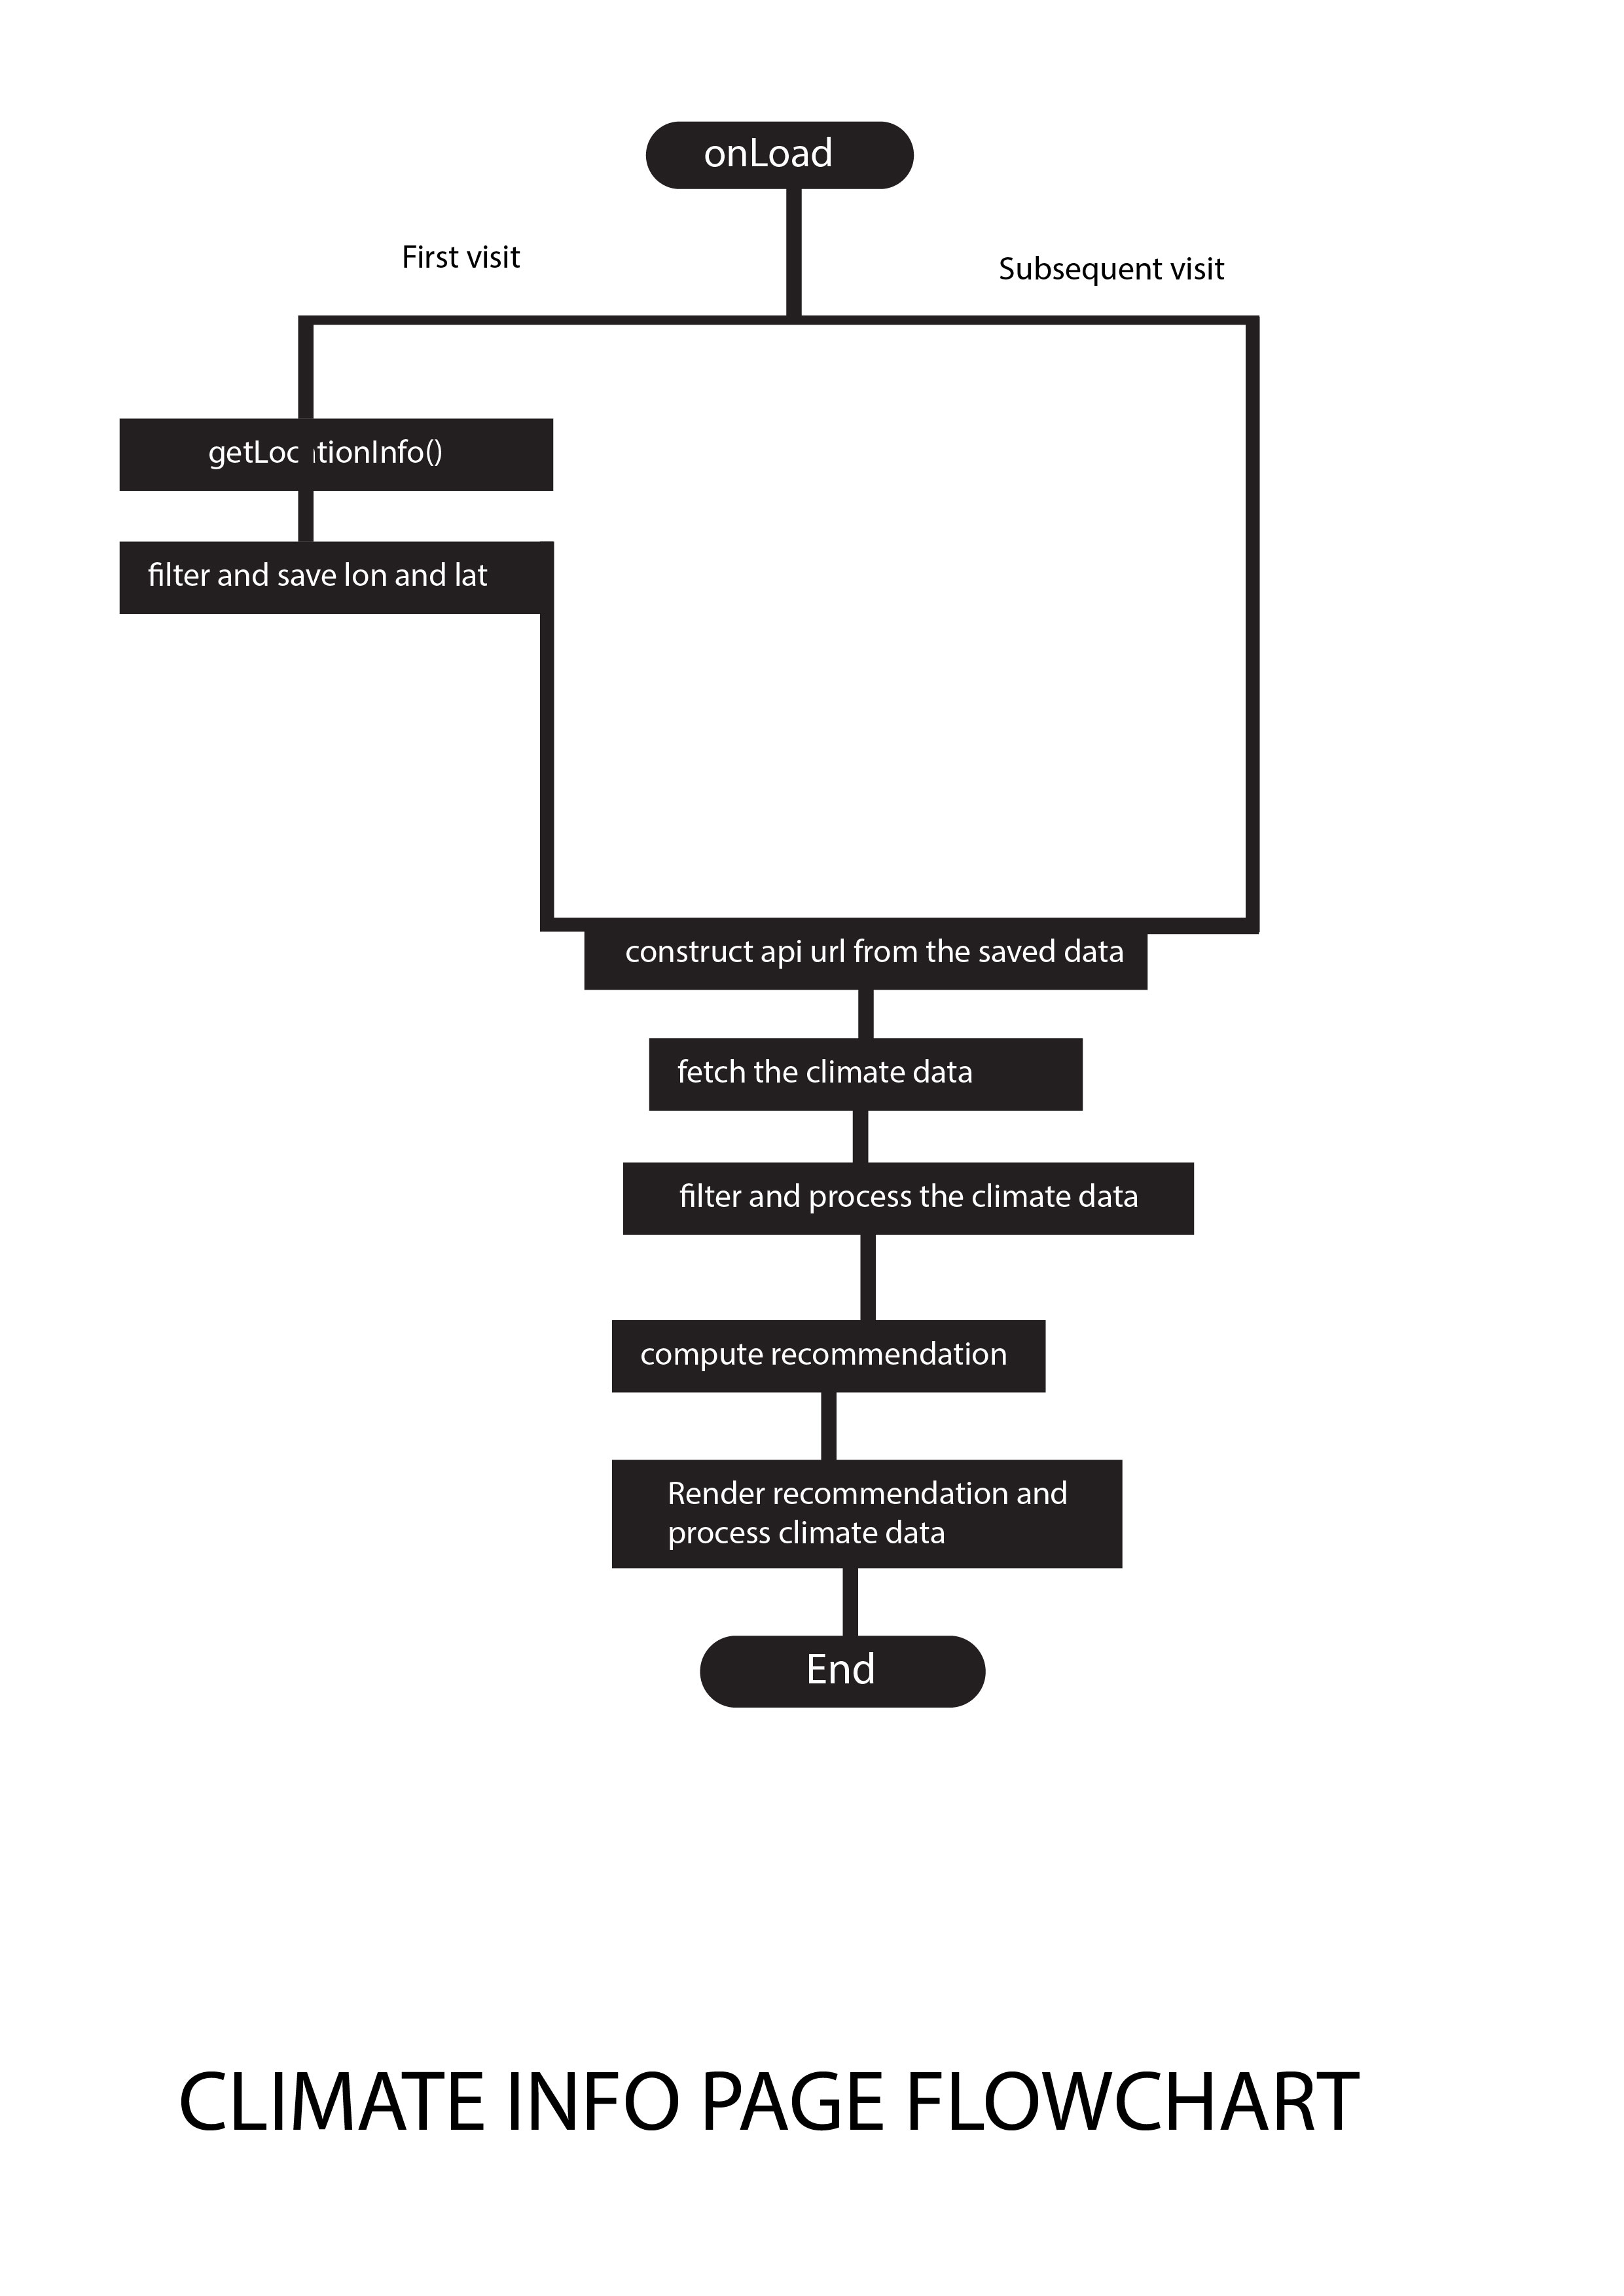 onLoad
First visit
Subsequent visit
getLocationInfo()
filter and save lon and lat
construct api url from the saved data
fetch the climate data
filter and process the climate data
compute recommendation
Render recommendation and
process climate data
End
CLIMATE INFO PAGE FLOWCHART